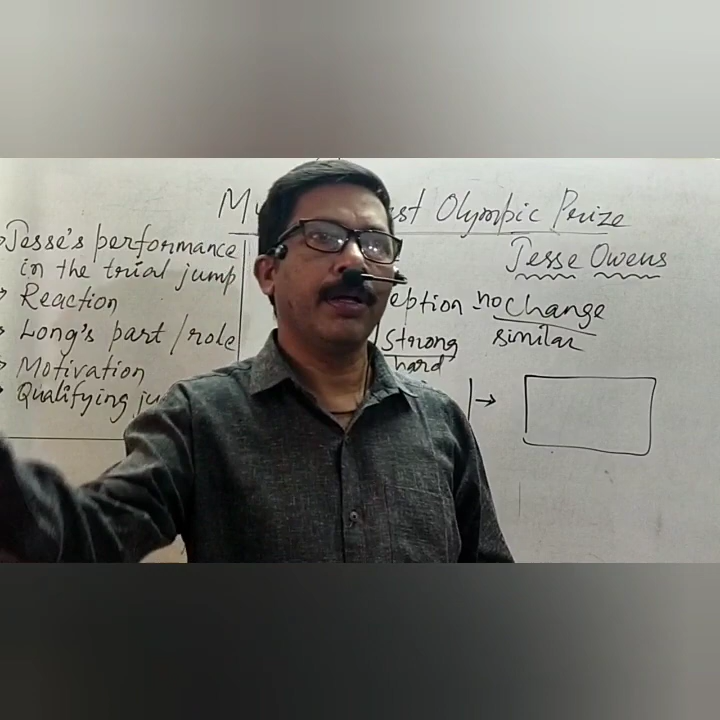 Olympic Prize
Jesse Owens
Jesse's performance
in the trial jump
Reaction
Long's part/role
Motivation
Qualifying
no change
similar
strong
hard